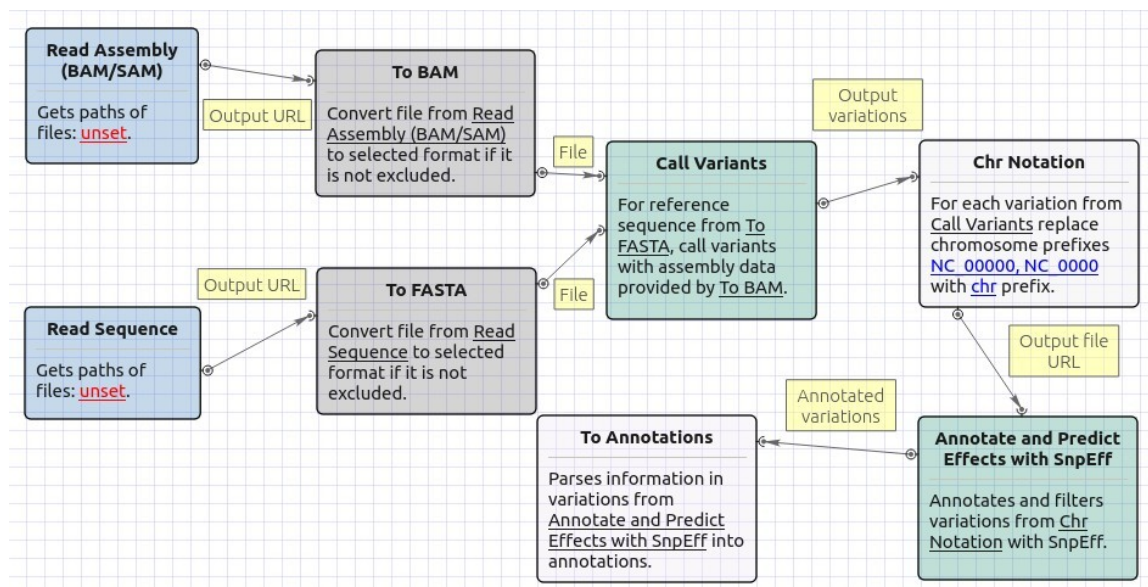 Read Assembly
(BAM/SAM)
Gets paths of
files: unset.
Output URL
To BAM
Convert file from Read
Assembly (BAM/SAM)
to selected format if it
is not excluded.
File
Call Variants
For reference
sequence from To
FASTA, call variants
with assembly data
provided by To BAM.
Output
variations
Chr Notation
For each variation from
Call Variants replace
chromosome prefixes
NC_00000, NC_0000
with chr prefix.
Read Sequence
Gets paths of
files: unset.
Output URL
To FASTA
Convert file from Read
Sequence to selected
format if it is not
excluded.
File
Output file
URL
Annotate and Predict
Effects with SnpEff
Annotates and filters
variations from Chr
Notation with SnpEff.
Annotated
variations
To Annotations
Parses information in
variations from
Annotate and Predict
Effects with SnpEff into
annotations.